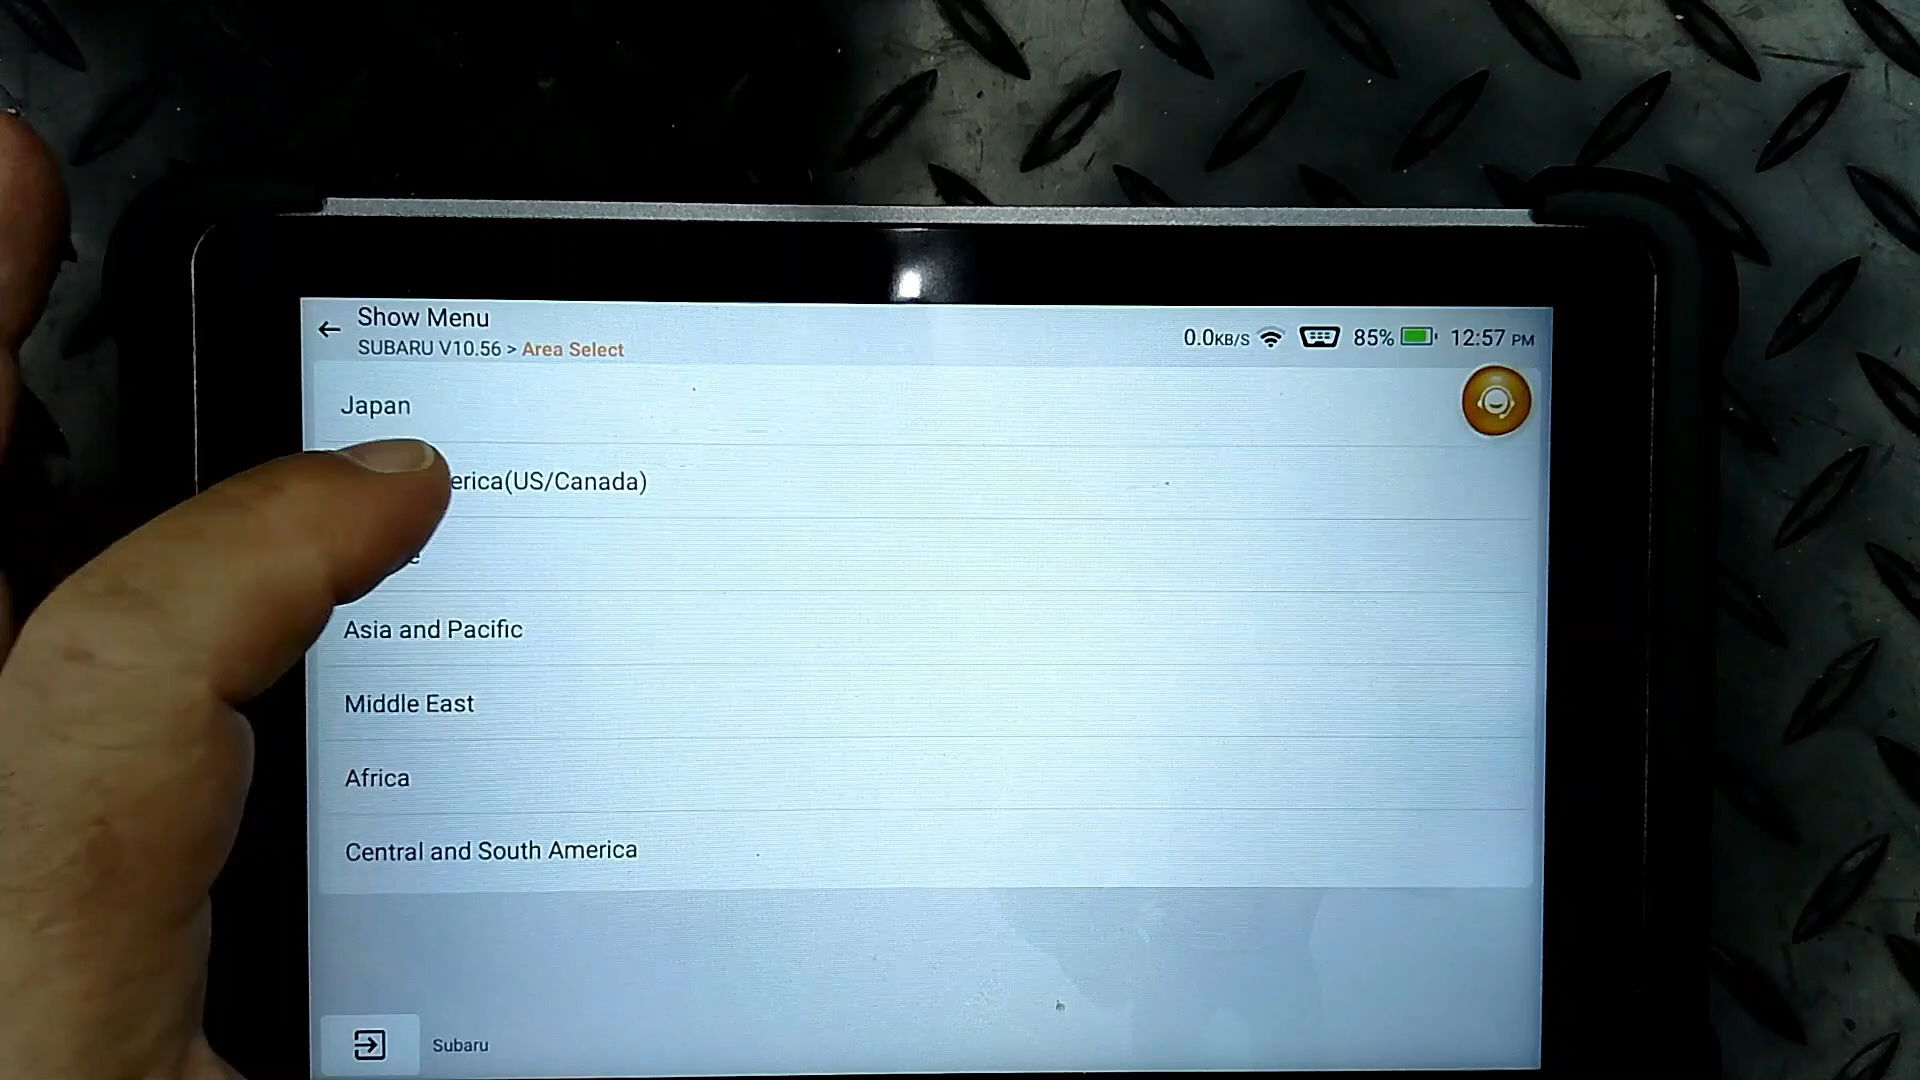 Show Menu
SUBARU V10.56 > Area Select
0.0KB/S 85% 12:57 PM
Japan
erica(US/Canada)
e
Asia and Pacific
Middle East
Africa
Central and South America
Subaru